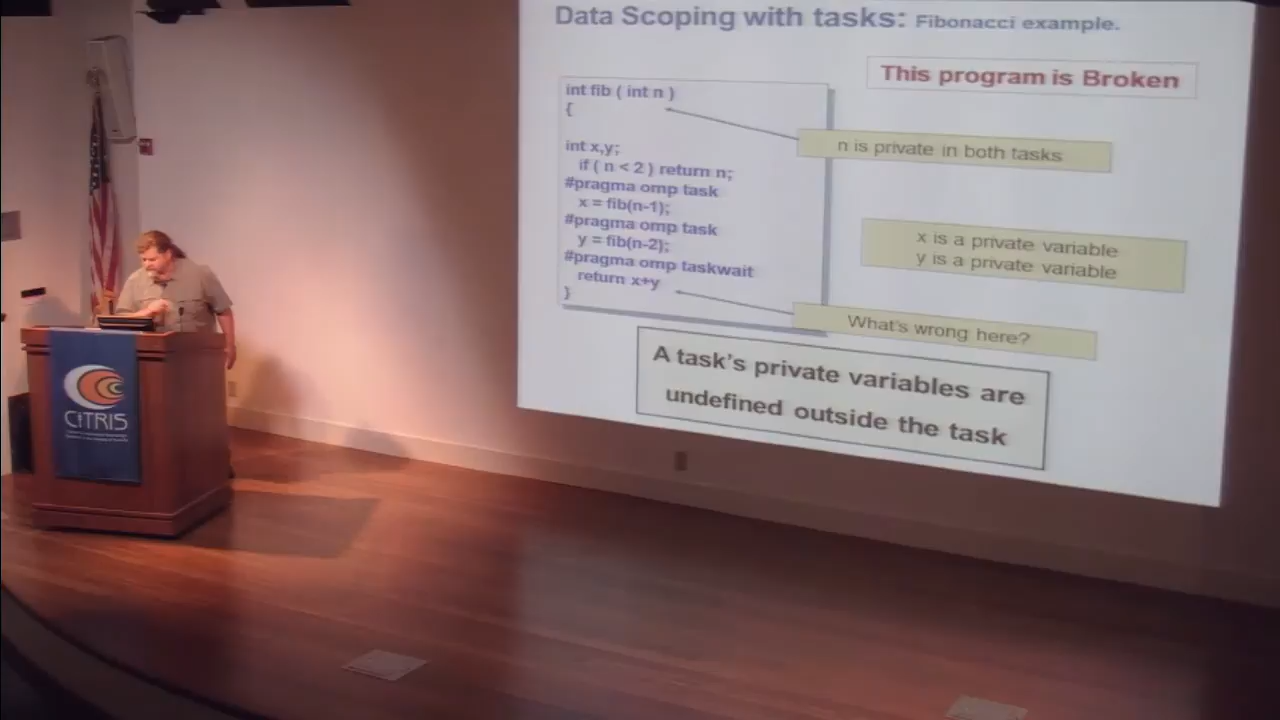 Data Scoping with tasks: Fibonacci example.
This program is Broken
int fib ( int n )
{
n is private in both tasks
int x,y;
if ( n < 2 ) return n;
#pragma omp task
x = fib(n-1);
#pragma omp task
y = fib(n-2);
#pragma omp taskwait
return x+y
}
x is a private variable
y is a private variable
What's wrong here?
A task's private variables are
undefined outside the task
CiTRIS